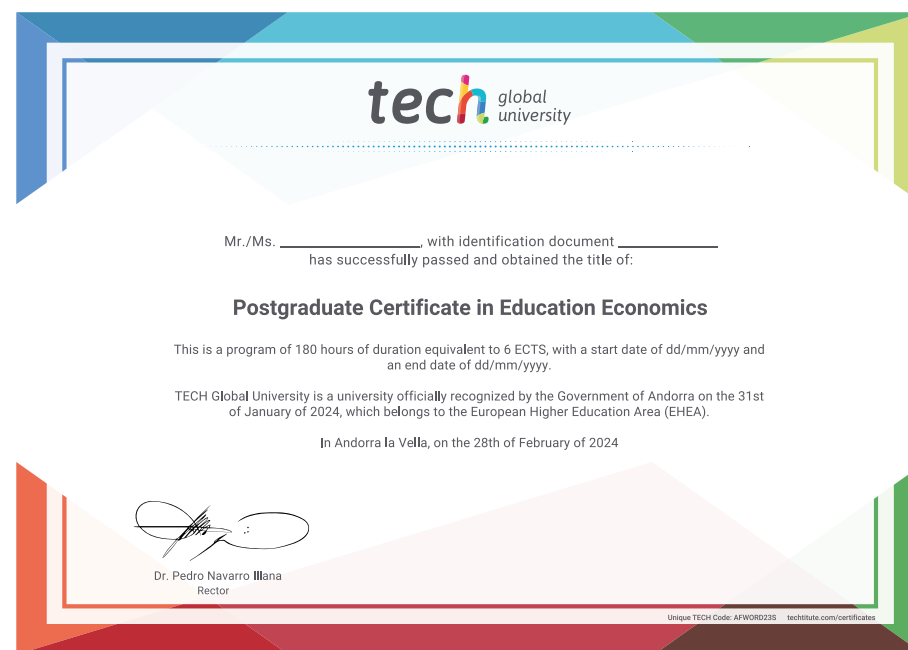 tech global university
Mr./Ms. ____________, with identification document ____________
has successfully passed and obtained the title of:
Postgraduate Certificate in Education Economics
This is a program of 180 hours of duration equivalent to 6 ECTS, with a start date of dd/mm/yyyy and
an end date of dd/mm/yyyy.
TECH Global University is a university officially recognized by the Government of Andorra on the 31st
of January of 2024, which belongs to the European Higher Education Area (EHEA).
In Andorra la Vella, on the 28th of February of 2024
Dr. Pedro Navarro Illana
Rector
Unique TECH Code: AFWORD23S techtitute.com/certificates